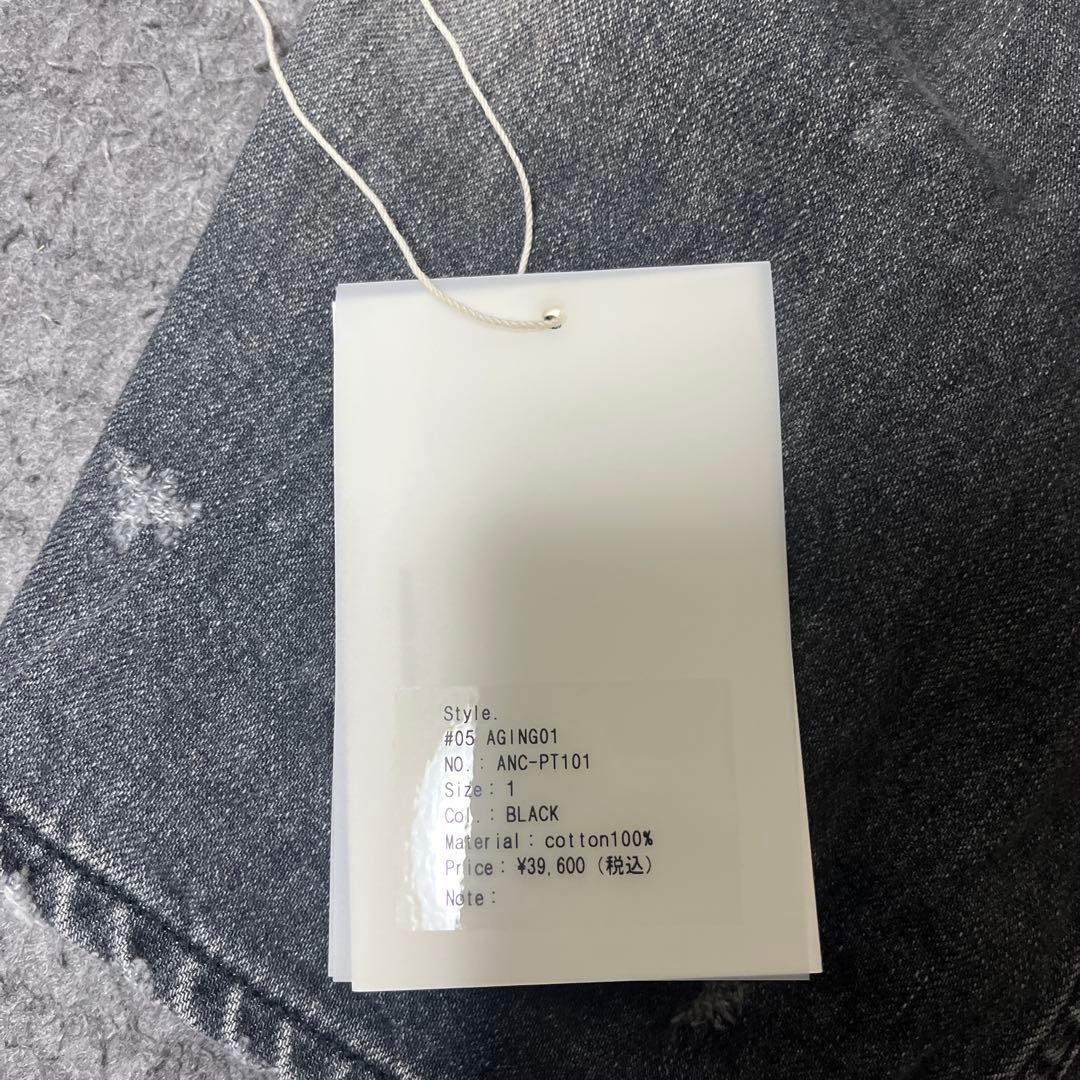 Style.
#05 AGING01
NO.: ANC-PT101
Size: 1
Col.: BLACK
Material: cotton100%
Price: ¥39,600 (税込)
Note: